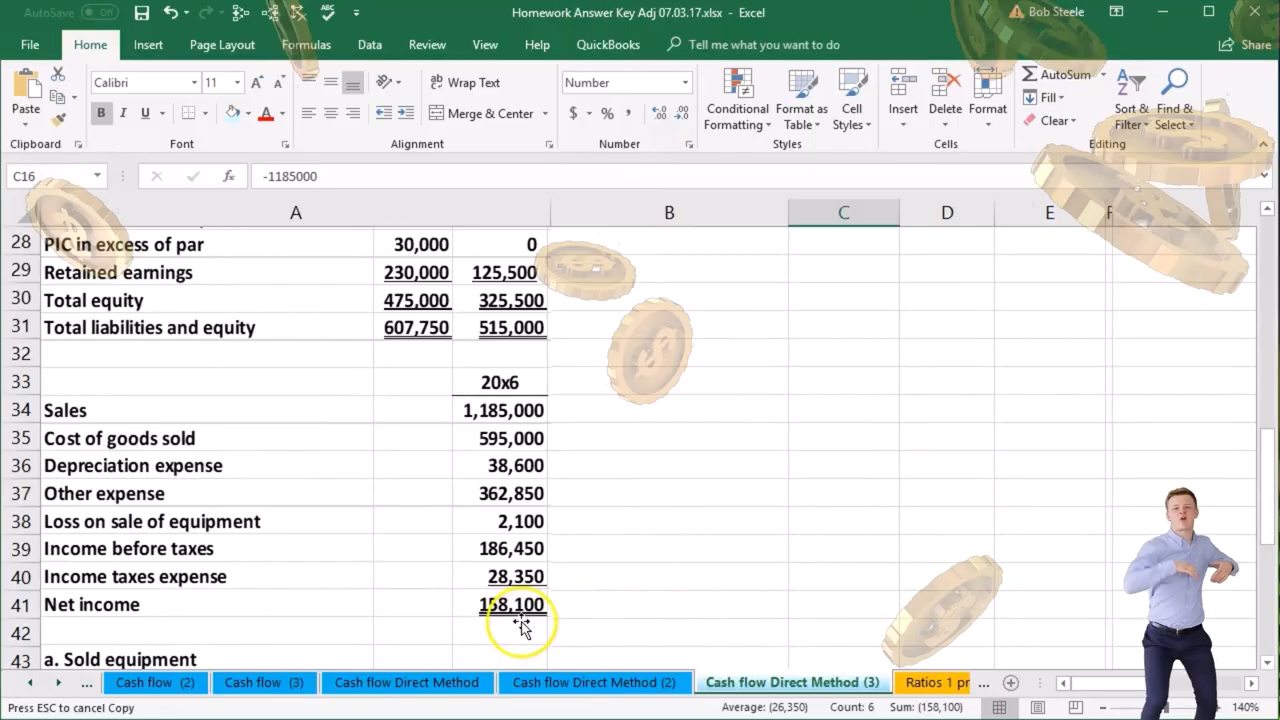 AutoSave Off Homework Answer Key Adj 07.03.17.xlsx - Excel Bob Steele
File Home Insert Page Layout Formulas Data Review View Help QuickBooks Tell me what you want to do Share
Paste Calibri 11 Wrap Text Number Conditional Format as Cell Insert Delete Format AutoSum Sort & Find &
B I U A Merge & Center $ % Formatting Table Styles Fill Filter Select
Clear
Clipboard Font Alignment Number Styles Cells Editing
C16 fx -1185000
A B C D E F
28 PIC in excess of par 30,000 0
29 Retained earnings 230,000 125,500
30 Total equity 475,000 325,500
31 Total liabilities and equity 607,750 515,000
32
33 20x6
34 Sales 1,185,000
35 Cost of goods sold 595,000
36 Depreciation expense 38,600
37 Other expense 362,850
38 Loss on sale of equipment 2,100
39 Income before taxes 186,450
40 Income taxes expense 28,350
41 Net income 158,100
42
43 a. Sold equipment
... Cash flow (2) Cash flow (3) Cash flow Direct Method Cash flow Direct Method (2) Cash flow Direct Method (3) Ratios 1 pr ...
Press ESC to cancel Copy Average: (26,350) Count: 6 Sum: (158,100) 140%